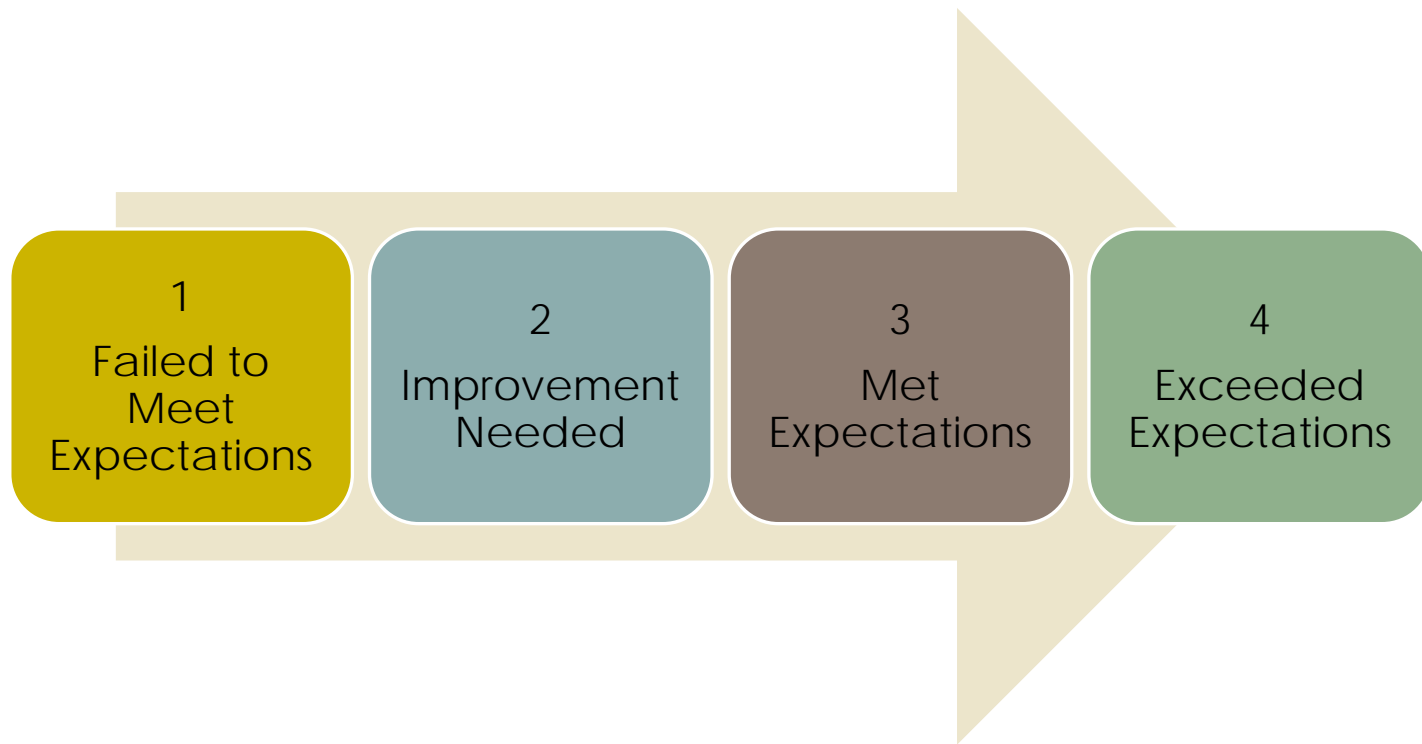 1
Failed to
Meet
Expectations
2
Improvement
Needed
3
Met
Expectations
4
Exceeded
Expectations